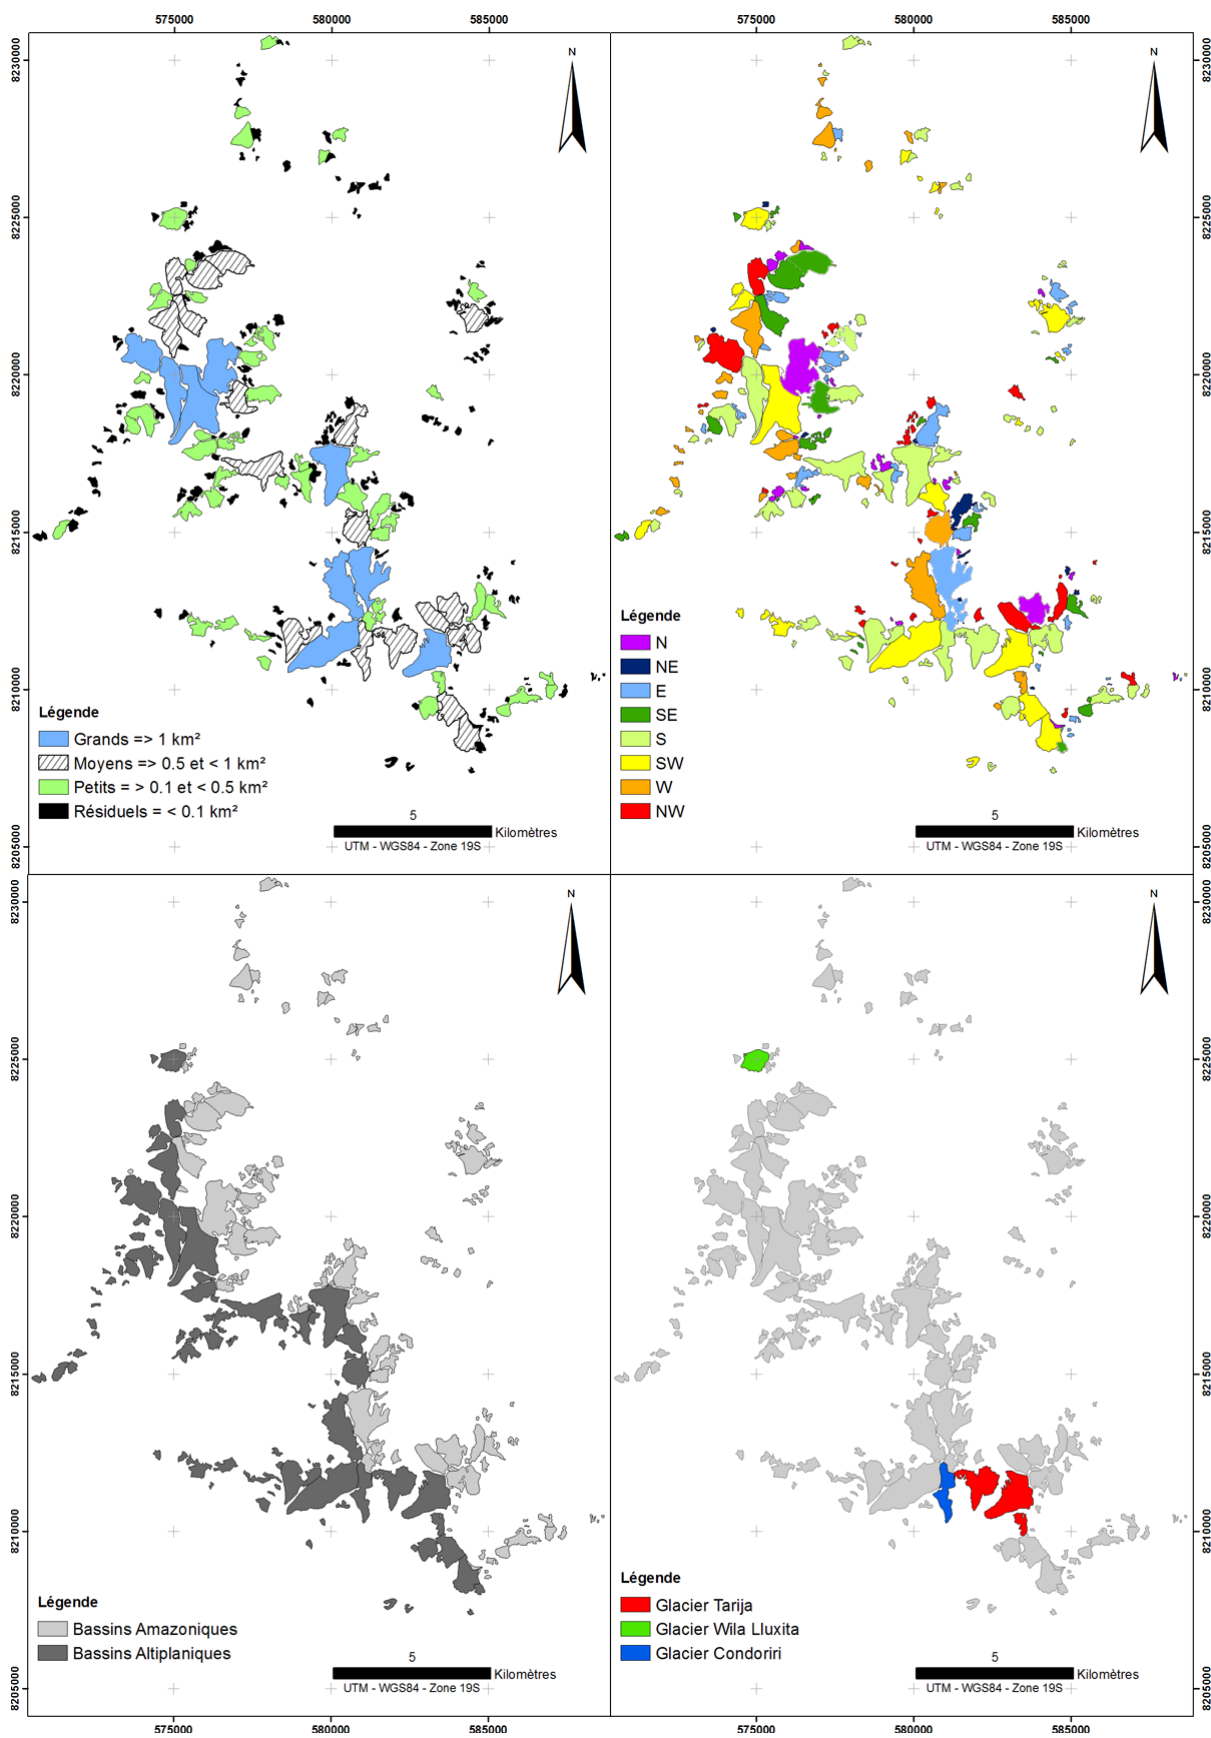 575000 580000 585000 575000 580000 585000
8230000 N N 8230000
8225000 8225000
8220000 8220000
8215000 8215000
8210000 8210000
8205000 8205000
Légende
Grands => 1 km²
Moyens => 0.5 et < 1 km²
Petits = > 0.1 et < 0.5 km²
Résiduels = < 0.1 km²
5
Kilomètres
UTM - WGS84 - Zone 19S
Légende
N
NE
E
SE
S
SW
W
NW
5
Kilomètres
UTM - WGS84 - Zone 19S
8230000 N N 8230000
8225000 8225000
8220000 8220000
8215000 8215000
8210000 8210000
8205000 8205000
Légende
Bassins Amazoniques
Bassins Altiplaniques
5
Kilomètres
UTM - WGS84 - Zone 19S
Légende
Glacier Tarija
Glacier Wila Lluxita
Glacier Condoriri
5
Kilomètres
UTM - WGS84 - Zone 19S
575000 580000 585000 575000 580000 585000